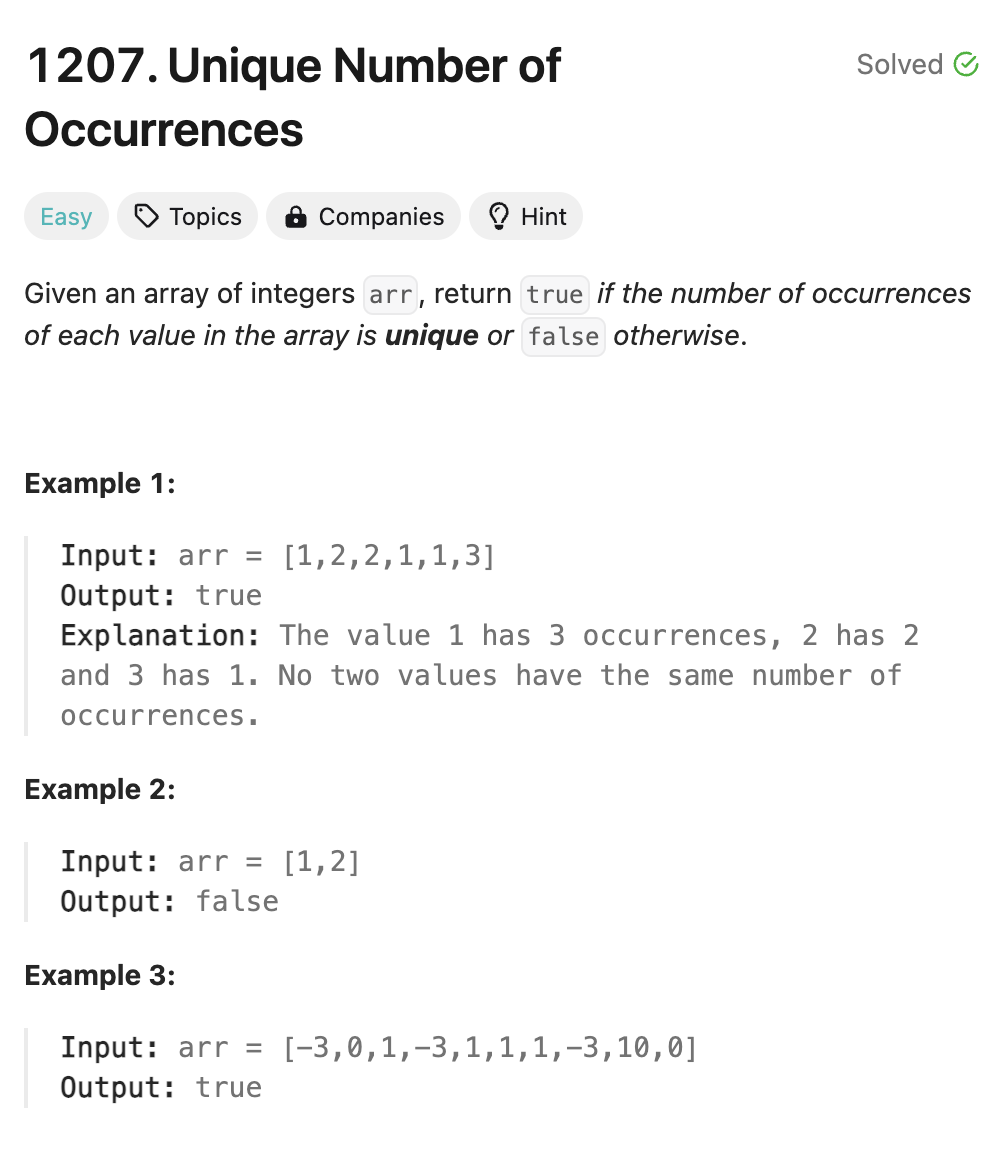 1207. Unique Number of
Occurrences
Solved
Easy
Topics
Companies
Hint
Given an array of integers arr, return true if the number of occurrences
of each value in the array is unique or false otherwise.
Example 1:
Input: arr = [1,2,2,1,1,3]
Output: true
Explanation: The value 1 has 3 occurrences, 2 has 2
and 3 has 1. No two values have the same number of
occurrences.
Example 2:
Input: arr = [1,2]
Output: false
Example 3:
Input: arr = [-3,0,1,-3,1,1,1,-3,10,0]
Output: true